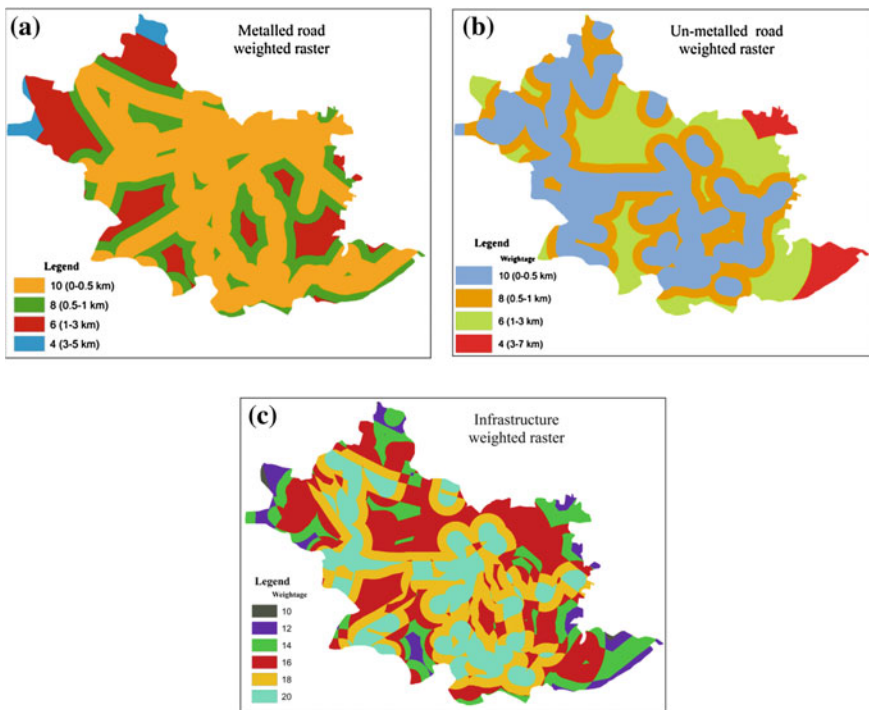 (a)
Metalled road
weighted raster
Legend
10 (0-0.5 km)
8 (0.5-1 km)
6 (1-3 km)
4 (3-5 km)
(b)
Un-metalled road
weighted raster
Legend
Weightage
10 (0-0.5 km)
8 (0.5-1 km)
6 (1-3 km)
4 (3-7 km)
(c)
Infrastructure
weighted raster
Legend
Weightage
10
12
14
16
18
20